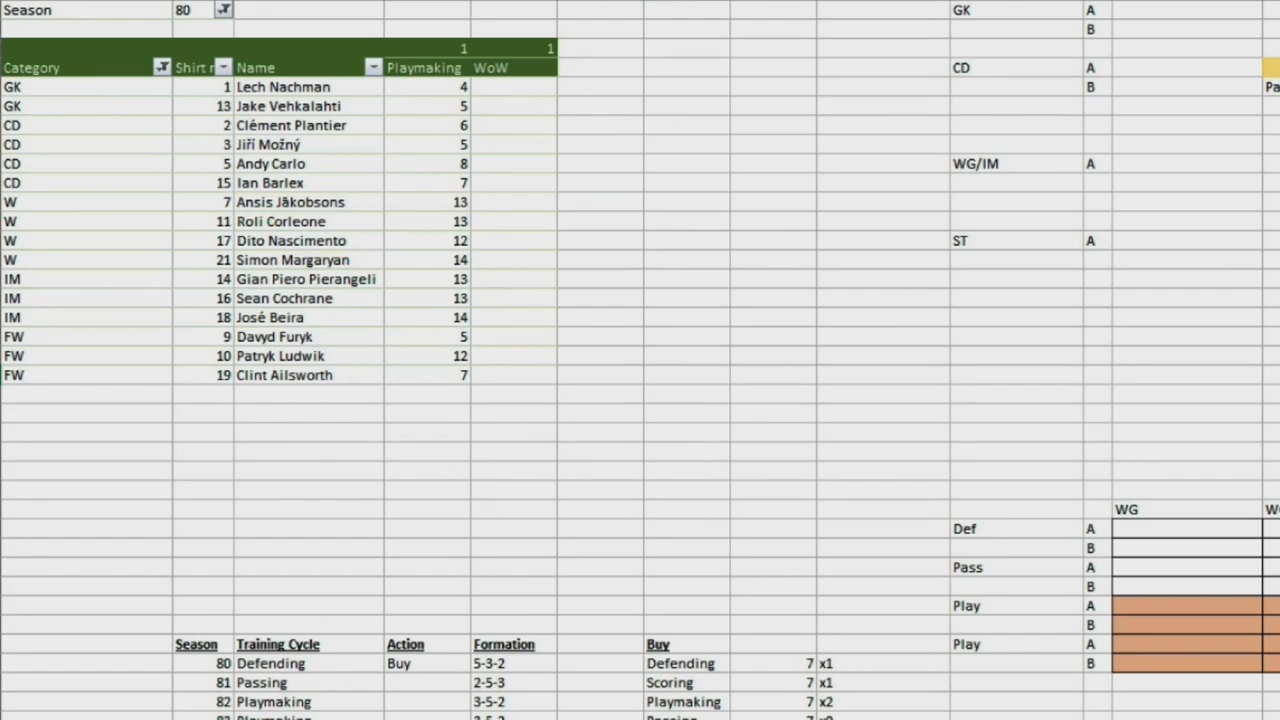 Season 80 GK A
B
1 1
Category Shirt r Name Playmaking WoW CD A
GK 1 Lech Nachman 4 B Pa
GK 13 Jake Vehkalahti 5
CD 2 Clément Plantier 6
CD 3 Jiří Možný 5
CD 5 Andy Carlo 8 WG/IM A
CD 15 Ian Barlex 7
W 7 Ansis Jākobsons 13
W 11 Roli Corleone 13
W 17 Dito Nascimento 12 ST A
W 21 Simon Margaryan 14
IM 14 Gian Piero Pierangeli 13
IM 16 Sean Cochrane 13
IM 18 José Beira 14
FW 9 Davyd Furyk 5
FW 10 Patryk Ludwik 12
FW 19 Clint Ailsworth 7
WG
Def A
B
Pass A
B
Play A
B
Season Training Cycle Action Formation Buy Play A
80 Defending Buy 5-3-2 Defending 7 x1 B
81 Passing 2-5-3 Scoring 7 x1
82 Playmaking 3-5-2 Playmaking 7 x2